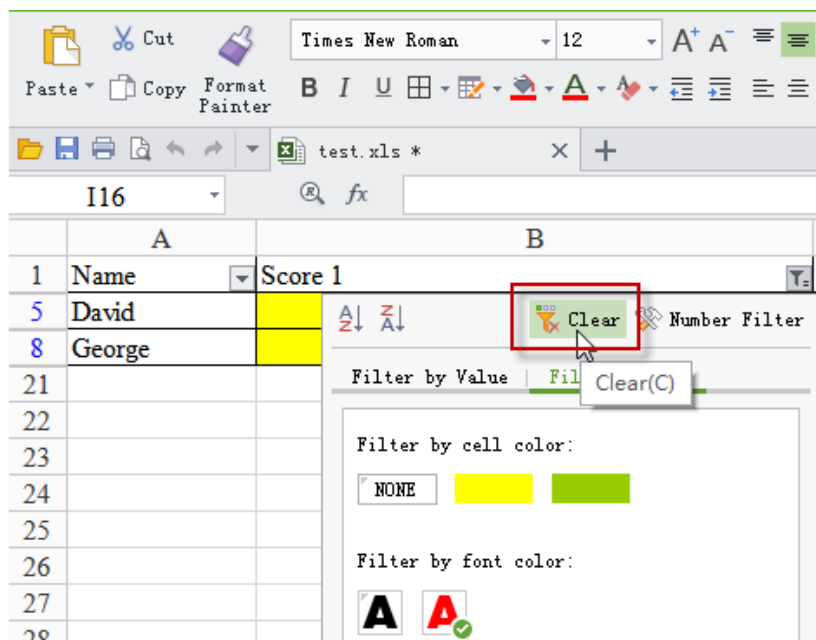 Cut
Times New Roman 12 A+ A-
Paste Copy Format
Painter
B I U A
test.xls * × +
I16 fx
A B
1 Name Score 1
5 David
8 George
A Z Z A Clear Number Filter
Filter by Value | Fil
Clear(C)
21
22
Filter by cell color:
23
24 NONE
25
26 Filter by font color:
27 A A
28